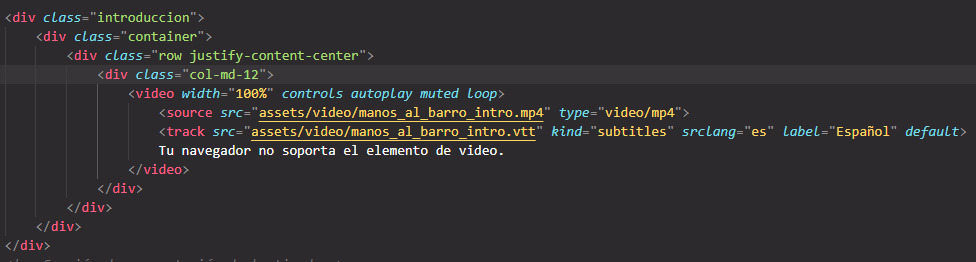 <div class="introduccion">
<div class="container">
<div class="row justify-content-center">
<div class="col-md-12">
<video width="100%" controls autoplay muted loop>
<source src="assets/video/manos_al_barro_intro.mp4" type="video/mp4">
<track src="assets/video/manos_al_barro_intro.vtt" kind="subtitles" srclang="es" label="Español" default>
Tu navegador no soporta el elemento de video.
</video>
</div>
</div>
</div>
</div>